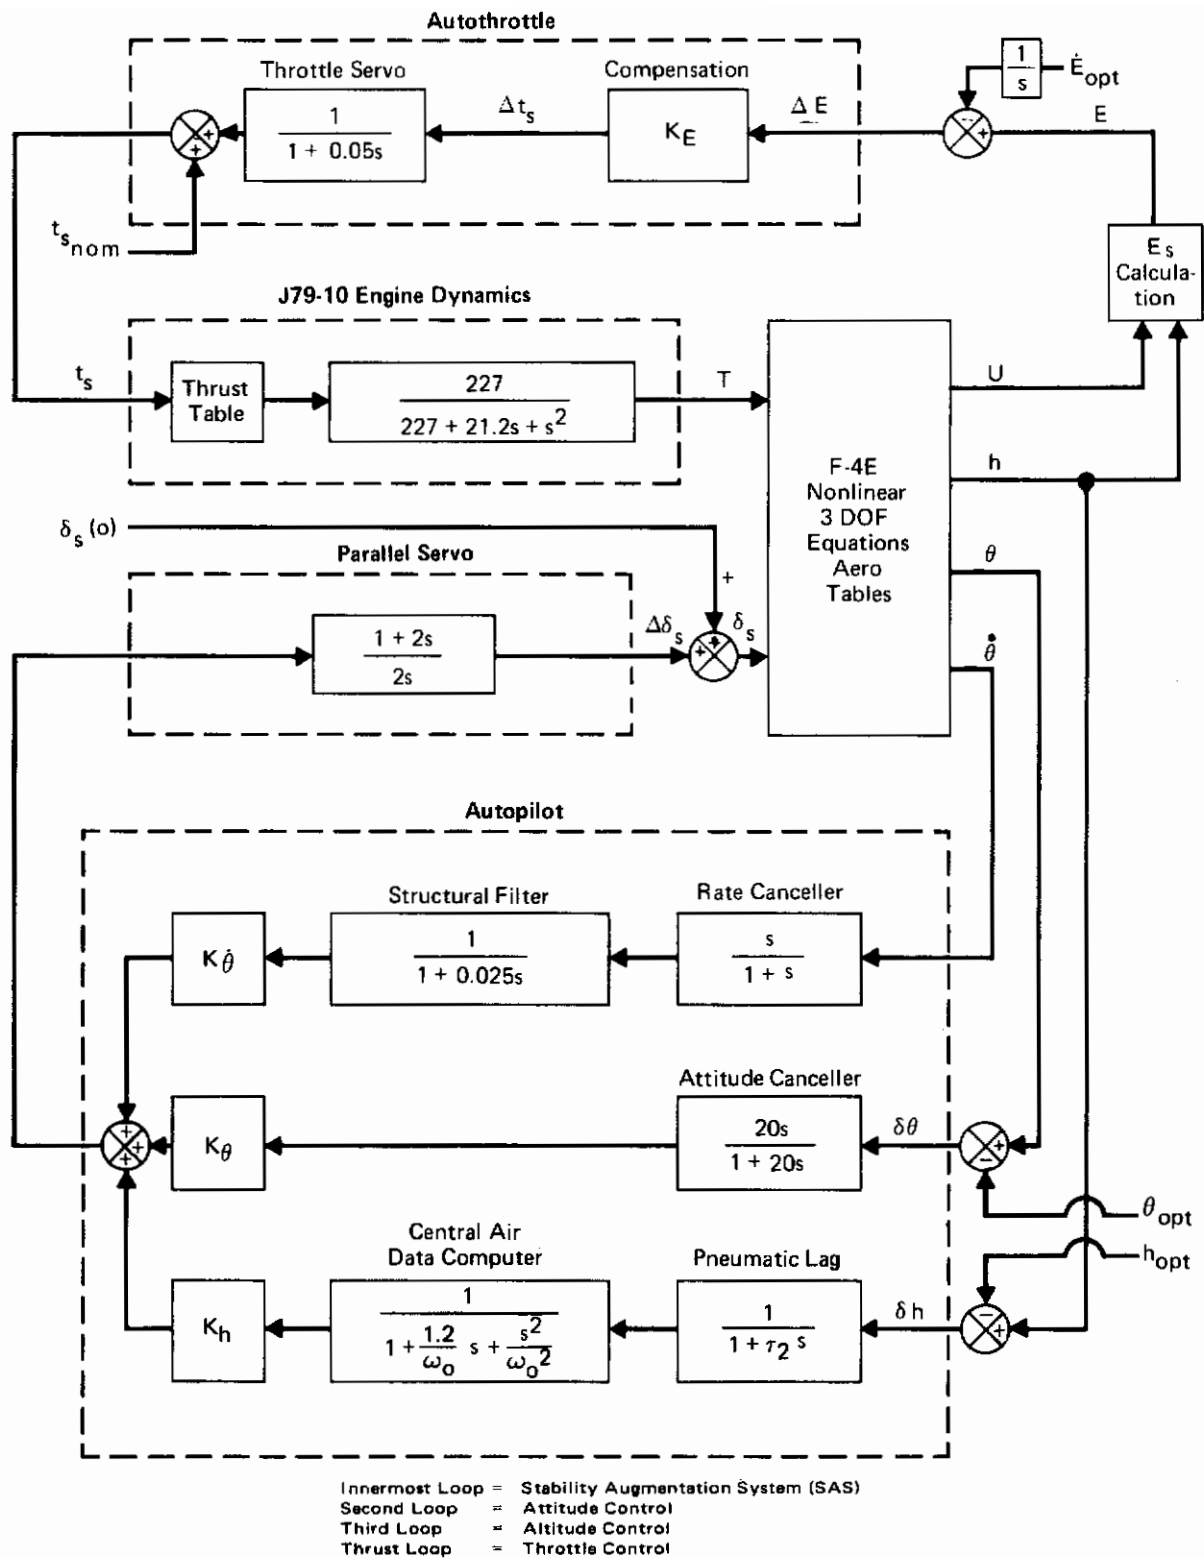 Autothrottle
Throttle Servo
1
1 + 0.05s
Δt_s
Compensation
K_E
ΔE
1
s
Ė_opt
E
−
+
+
+
t_s nom
E_s
Calcula-
tion
J79-10 Engine Dynamics
t_s
Thrust
Table
227
227 + 21.2s + s²
T
F-4E
Nonlinear
3 DOF
Equations
Aero
Tables
U
h
θ
θ̇
δ_s (o)
Parallel Servo
1 + 2s
2s
Δδ_s
+
+
δ_s
Autopilot
Structural Filter
Rate Canceller
K_θ̇
1
1 + 0.025s
s
1 + s
Attitude Canceller
+
+
+
K_θ
20s
1 + 20s
δθ
+
−
θ_opt
Central Air
Data Computer
Pneumatic Lag
h_opt
K_h
1
1 + 1.2/ω_o s + s²/ω_o²
1
1 + τ₂ s
δh
−
+
Innermost Loop = Stability Augmentation System (SAS)
Second Loop = Attitude Control
Third Loop = Altitude Control
Thrust Loop = Throttle Control